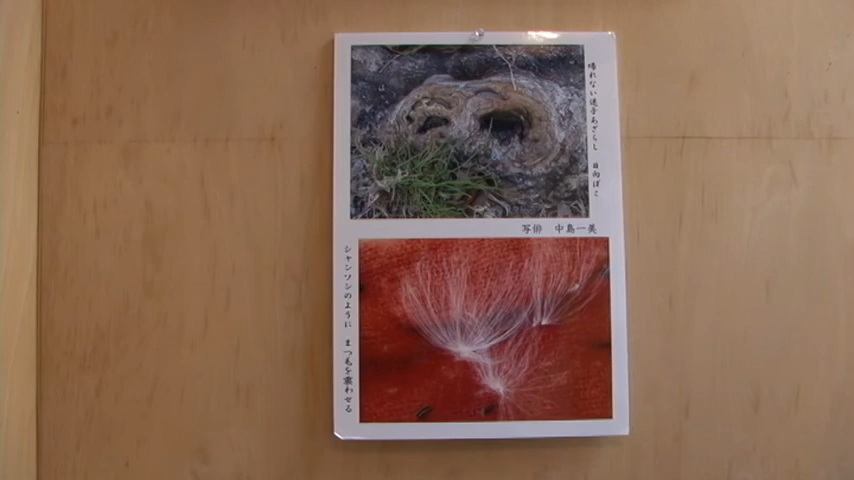 帰れない迷子あざらし　日向ぼこ
写俳　中島一美
シャンソンのように　まつ毛を震わせる